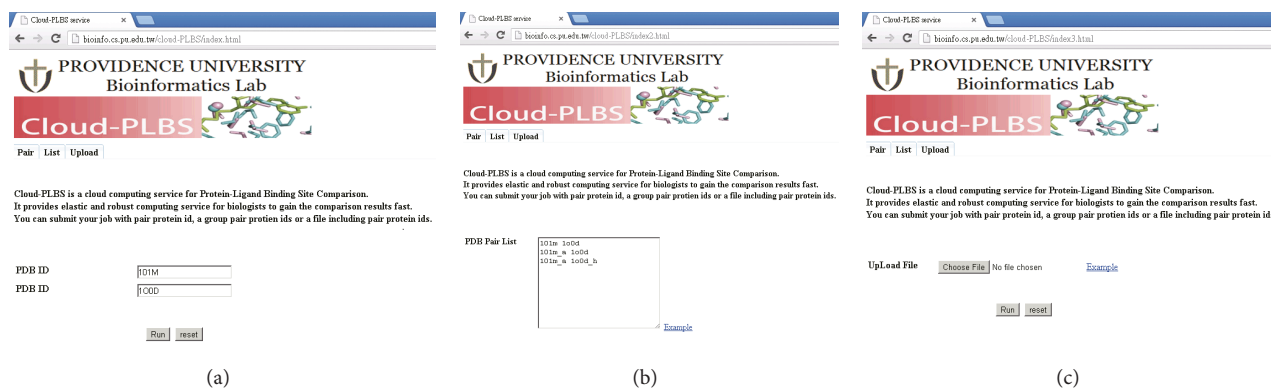 Cloud-PLBS service ×
bioinfo.cs.pu.edu.tw/cloud-PLBS/index.html
PROVIDENCE UNIVERSITY
Bioinformatics Lab
Cloud-PLBS
Pair List Upload
Cloud-PLBS is a cloud computing service for Protein-Ligand Binding Site Comparison.
It provides elastic and robust computing service for biologists to gain the comparison results fast.
You can submit your job with pair protein id, a group pair protien ids or a file including pair protein ids.
PDB ID 101M
PDB ID 1O0D
Run reset
(a)
Cloud-PLBS service ×
bioinfo.cs.pu.edu.tw/cloud-PLBS/index2.html
PROVIDENCE UNIVERSITY
Bioinformatics Lab
Cloud-PLBS
Pair List Upload
Cloud-PLBS is a cloud computing service for Protein-Ligand Binding Site Comparison.
It provides elastic and robust computing service for biologists to gain the comparison results fast.
You can submit your job with pair protein id, a group pair protien ids or a file including pair protein ids.
PDB Pair List 101m 1o0d
101m_a 1o0d
101m_a 1o0d_h
Example
(b)
Cloud-PLBS service ×
bioinfo.cs.pu.edu.tw/cloud-PLBS/index3.html
PROVIDENCE UNIVERSITY
Bioinformatics Lab
Cloud-PLBS
Pair List Upload
Cloud-PLBS is a cloud computing service for Protein-Ligand Binding Site Comparison.
It provides elastic and robust computing service for biologists to gain the comparison results fast.
You can submit your job with pair protein id, a group pair protien ids or a file including pair protein id
UpLoad File Choose File No file chosen Example
Run reset
(c)